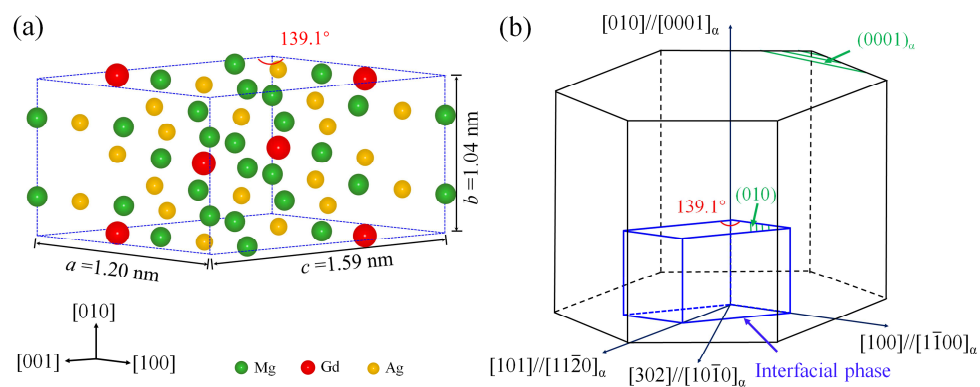 (a)
139.1°
b =1.04 nm
a =1.20 nm
c =1.59 nm
[010]
[001]
[100]
Mg
Gd
Ag
(b)
[010]//[0001]α
(0001)α
(010)
139.1°
[100]//[11̅00]α
[101]//[112̅0]α
[302]//[101̅0]α
Interfacial phase